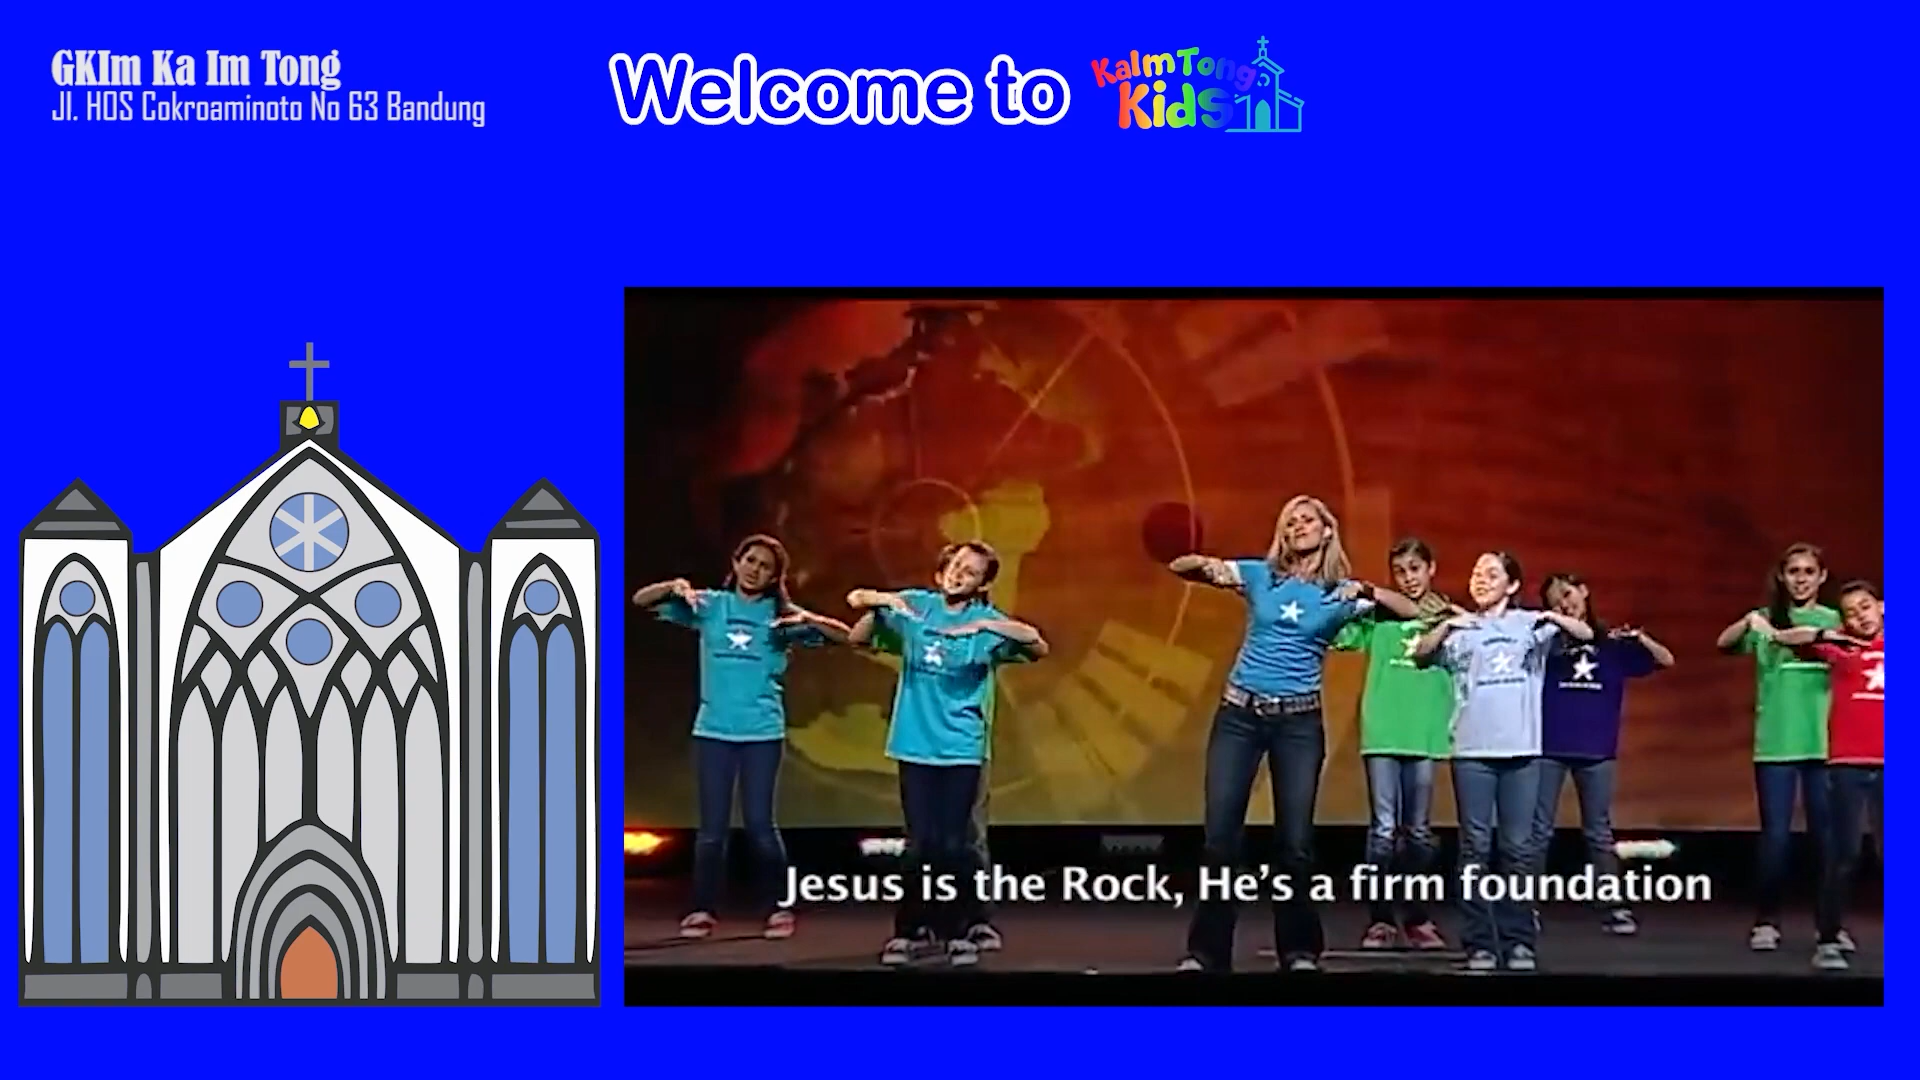 GKIm Ka Im Tong
Jl. HOS Cokroaminoto No 63 Bandung
Welcome to
KaImTong
Kids
Jesus is the Rock, He's a firm foundation